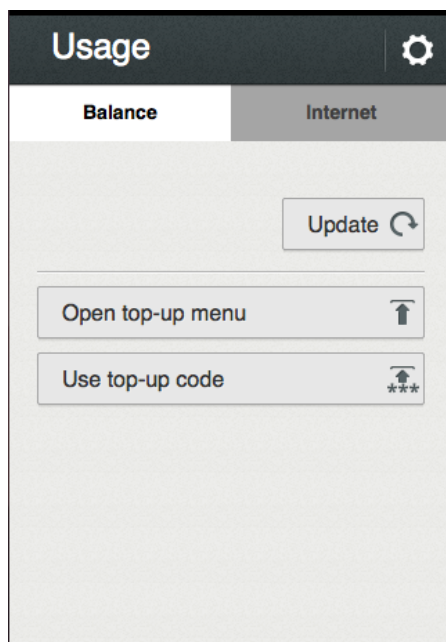 Usage
Balance
Internet
Update
Open top-up menu
Use top-up code